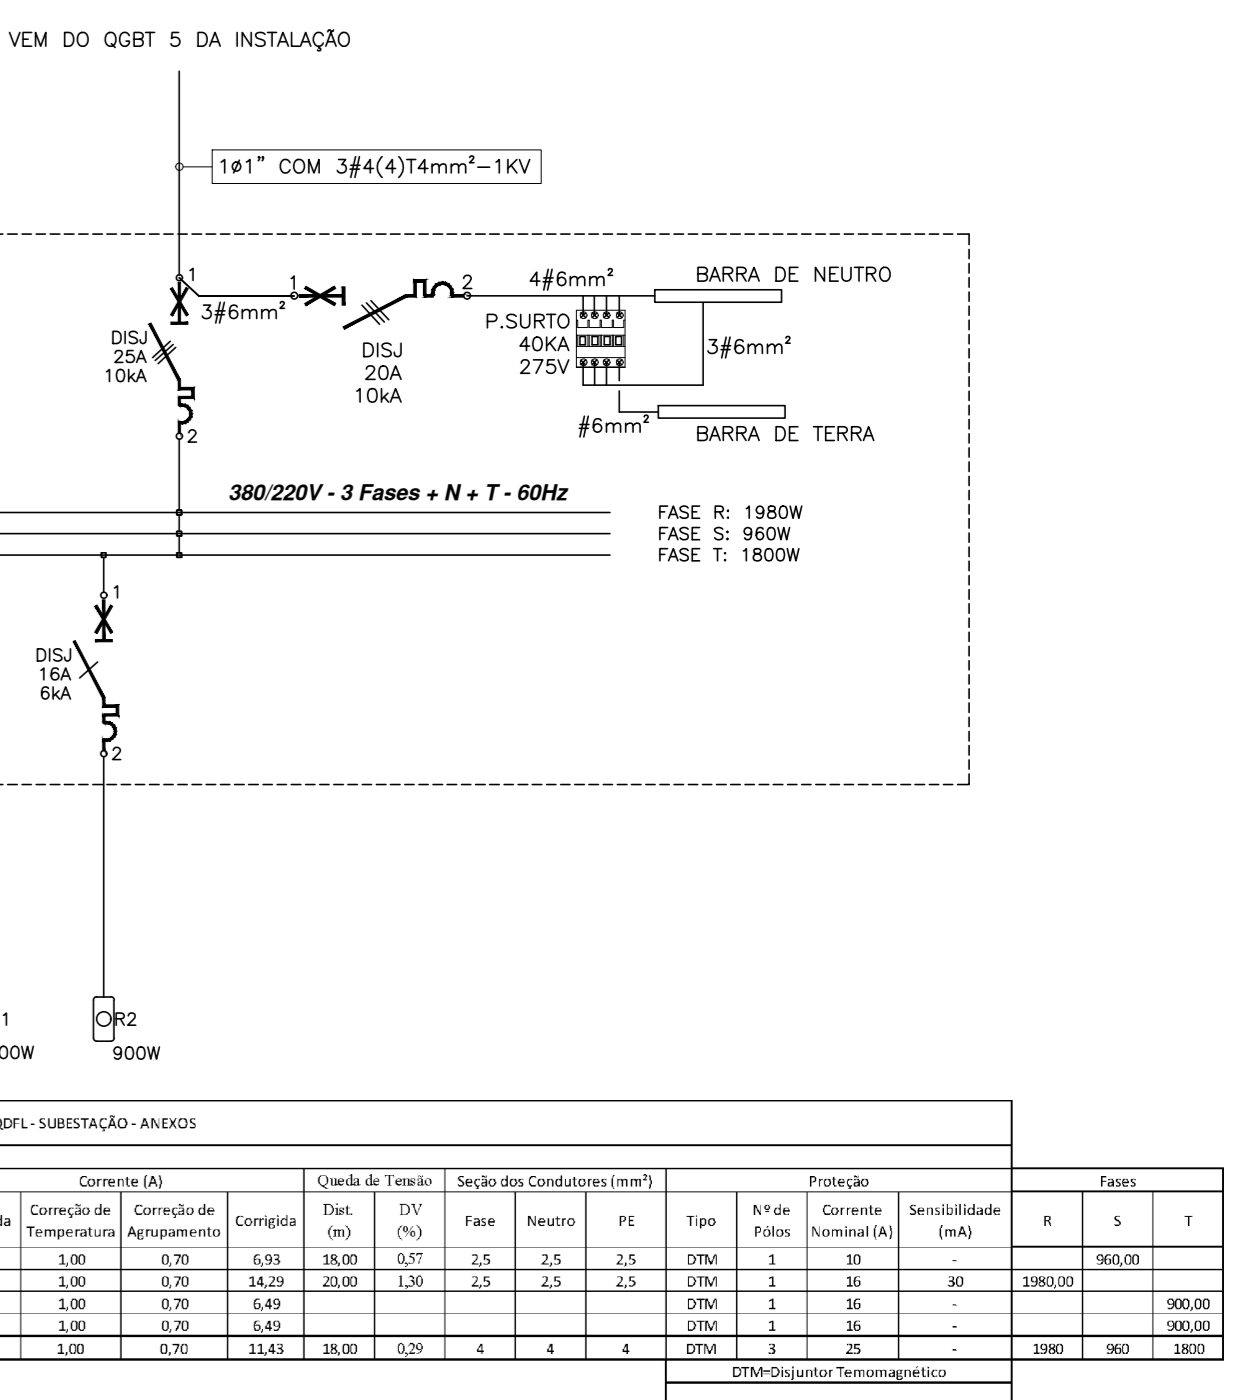 VEM DO QGBT 5 DA INSTALAÇÃO
1ø1" COM 3#4(4)T4mm²-1KV
1
3#6mm²
1
2
4#6mm²
BARRA DE NEUTRO
DISJ
25A
10kA
DISJ
20A
10kA
P.SURTO
40KA
275V
3#6mm²
#6mm²
BARRA DE TERRA
2
380/220V - 3 Fases + N + T - 60Hz
FASE R: 1980W
FASE S: 960W
FASE T: 1800W
1
DISJ
16A
6kA
2
1
00W
R2
900W
QDFL - SUBESTAÇÃO - ANEXOS
Corrente (A) Queda de Tensão Seção dos Condutores (mm²) Proteção Fases
da Correção de Temperatura Correção de Agrupamento Corrigida Dist. (m) DV (%) Fase Neutro PE Tipo Nº de Pólos Corrente Nominal (A) Sensibilidade (mA) R S T
1,00 0,70 6,93 18,00 0,57 2,5 2,5 2,5 DTM 1 10 - 960,00
1,00 0,70 14,29 20,00 1,30 2,5 2,5 2,5 DTM 1 16 30 1980,00
1,00 0,70 6,49 DTM 1 16 - 900,00
1,00 0,70 6,49 DTM 1 16 - 900,00
1,00 0,70 11,43 18,00 0,29 4 4 4 DTM 3 25 - 1980 960 1800
DTM=Disjuntor Temomagnético